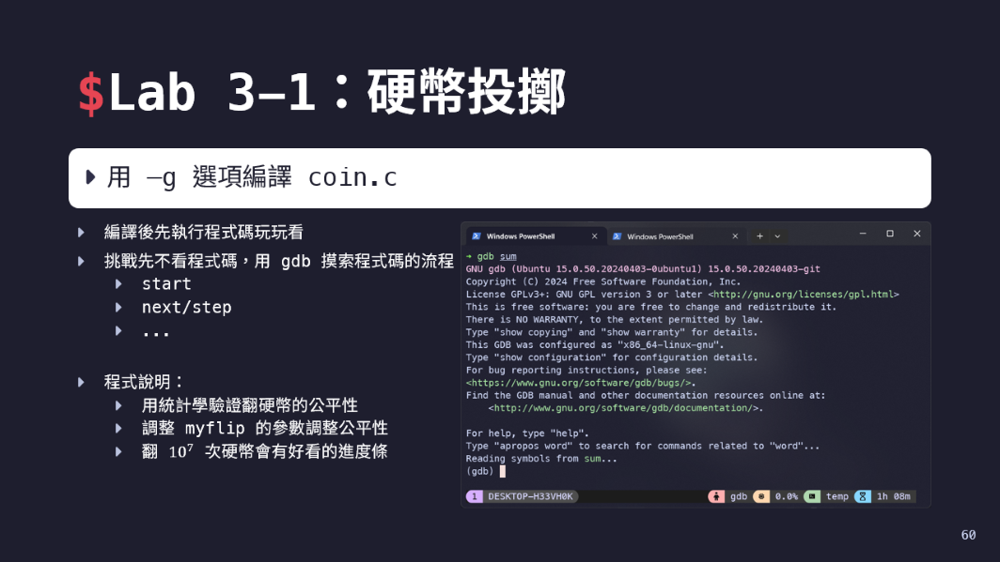 $Lab 3-1：硬幣投擲
用 -g 選項編譯 coin.c
編譯後先執行程式碼玩玩看
挑戰先不看程式碼，用 gdb 摸索程式碼的流程
start
next/step
...
程式說明：
用統計學驗證翻硬幣的公平性
調整 myflip 的參數調整公平性
翻 10⁷ 次硬幣會有好看的進度條
Windows PowerShell × Windows PowerShell ×
→ gdb sum
GNU gdb (Ubuntu 15.0.50.20240403-0ubuntu1) 15.0.50.20240403-git
Copyright (C) 2024 Free Software Foundation, Inc.
License GPLv3+: GNU GPL version 3 or later <http://gnu.org/licenses/gpl.html>
This is free software: you are free to change and redistribute it.
There is NO WARRANTY, to the extent permitted by law.
Type "show copying" and "show warranty" for details.
This GDB was configured as "x86_64-linux-gnu".
Type "show configuration" for configuration details.
For bug reporting instructions, please see:
<https://www.gnu.org/software/gdb/bugs/>.
Find the GDB manual and other documentation resources online at:
<http://www.gnu.org/software/gdb/documentation/>.
For help, type "help".
Type "apropos word" to search for commands related to "word"...
Reading symbols from sum...
(gdb)
1 DESKTOP-H33VH0K gdb 0.0% temp 1h 08m
60